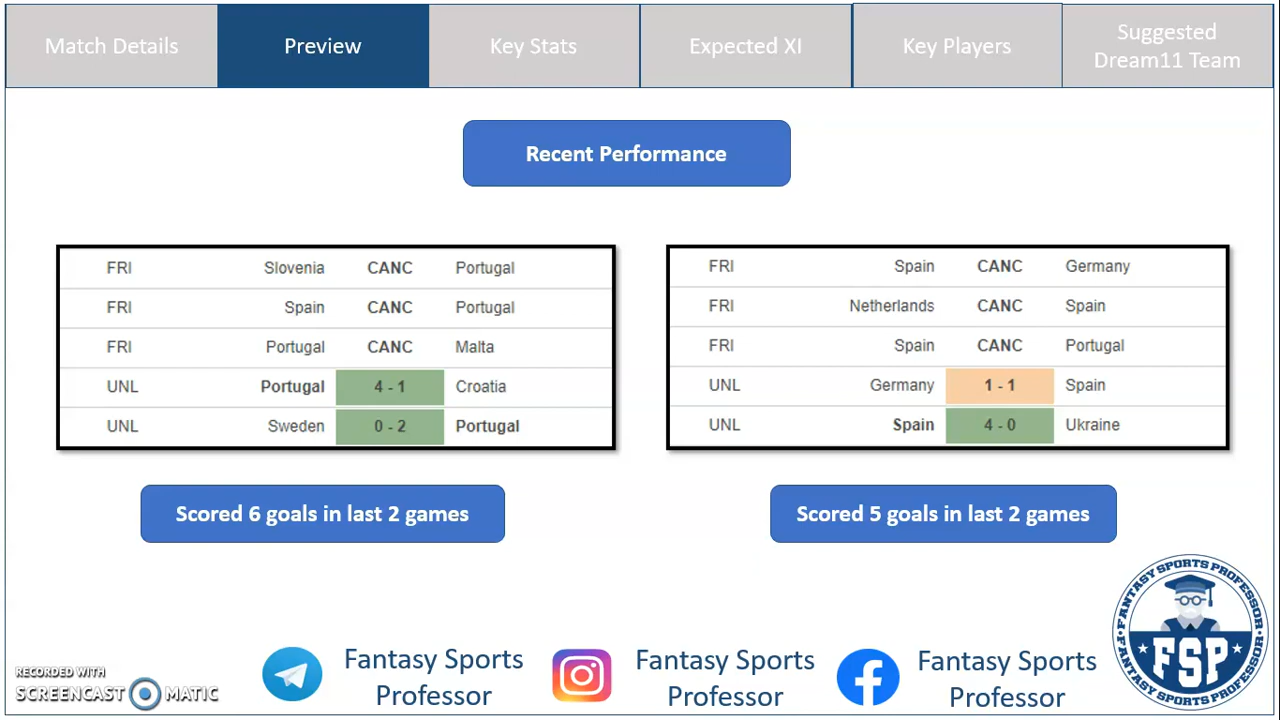 Match Details
Preview
Key Stats
Expected XI
Key Players
Suggested
Dream11 Team
Recent Performance
FRI Slovenia CANC Portugal
FRI Spain CANC Portugal
FRI Portugal CANC Malta
UNL Portugal 4 - 1 Croatia
UNL Sweden 0 - 2 Portugal
FRI Spain CANC Germany
FRI Netherlands CANC Spain
FRI Spain CANC Portugal
UNL Germany 1 - 1 Spain
UNL Spain 4 - 0 Ukraine
Scored 6 goals in last 2 games
Scored 5 goals in last 2 games
RECORDED WITH
SCREENCAST MATIC
Fantasy Sports
Professor
Fantasy Sports
Professor
Fantasy Sports
Professor
FANTASY SPORTS PROFESSOR
FSP
FANTASY SPORTS PROFESSOR